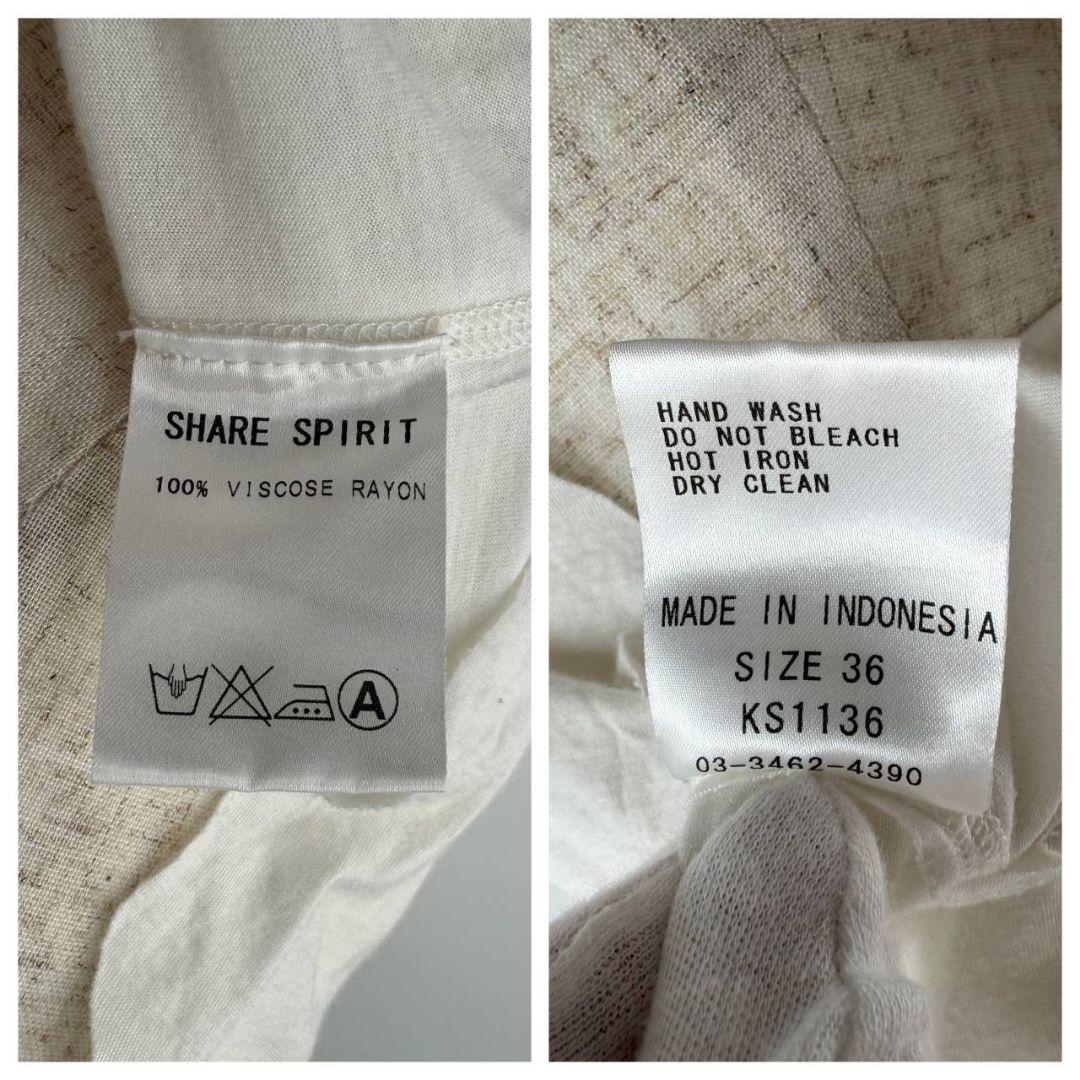 SHARE SPIRIT
100% VISCOSE RAYON
A
HAND WASH
DO NOT BLEACH
HOT IRON
DRY CLEAN
MADE IN INDONESIA
SIZE 36
KS1136
03-3462-4390